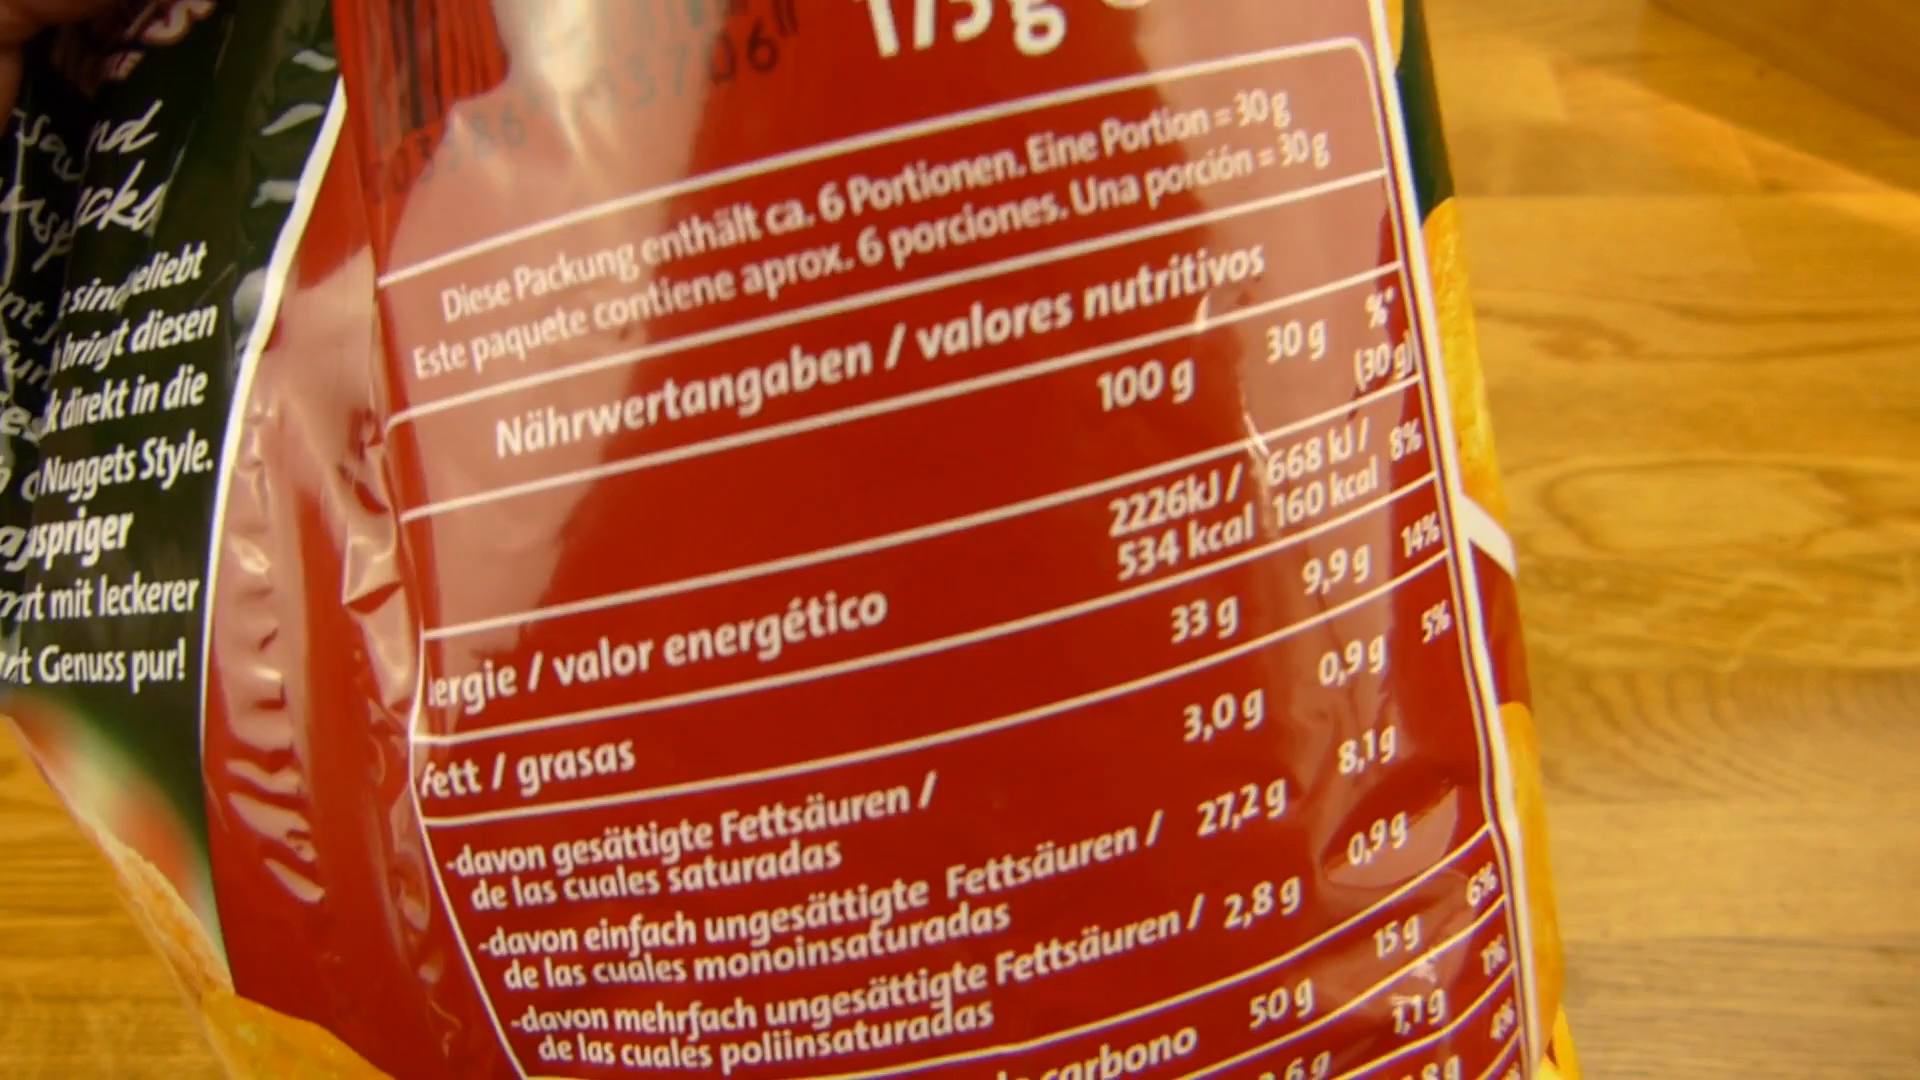 175 g
Diese Packung enthält ca. 6 Portionen. Eine Portion = 30 g
Este paquete contiene aprox. 6 porciones. Una porción = 30 g
Nährwertangaben / valores nutritivos
100 g 30 g %* (30 g)
ergie / valor energético 2226kJ / 534 kcal 668 kJ / 160 kcal 8%
Fett / grasas 33 g 9,9 g 14%
-davon gesättigte Fettsäuren / 3,0 g 0,9 g 5%
de las cuales saturadas
-davon einfach ungesättigte Fettsäuren / 27,2 g 8,1 g
de las cuales monoinsaturadas
-davon mehrfach ungesättigte Fettsäuren / 2,8 g 0,9 g
de las cuales poliinsaturadas
carbono 50 g 15 g 6%
1,1 g 1%
sind eliebt
bringt diesen
direkt in die
Nuggets Style.
spriger
mit leckerer
Genuss pur!